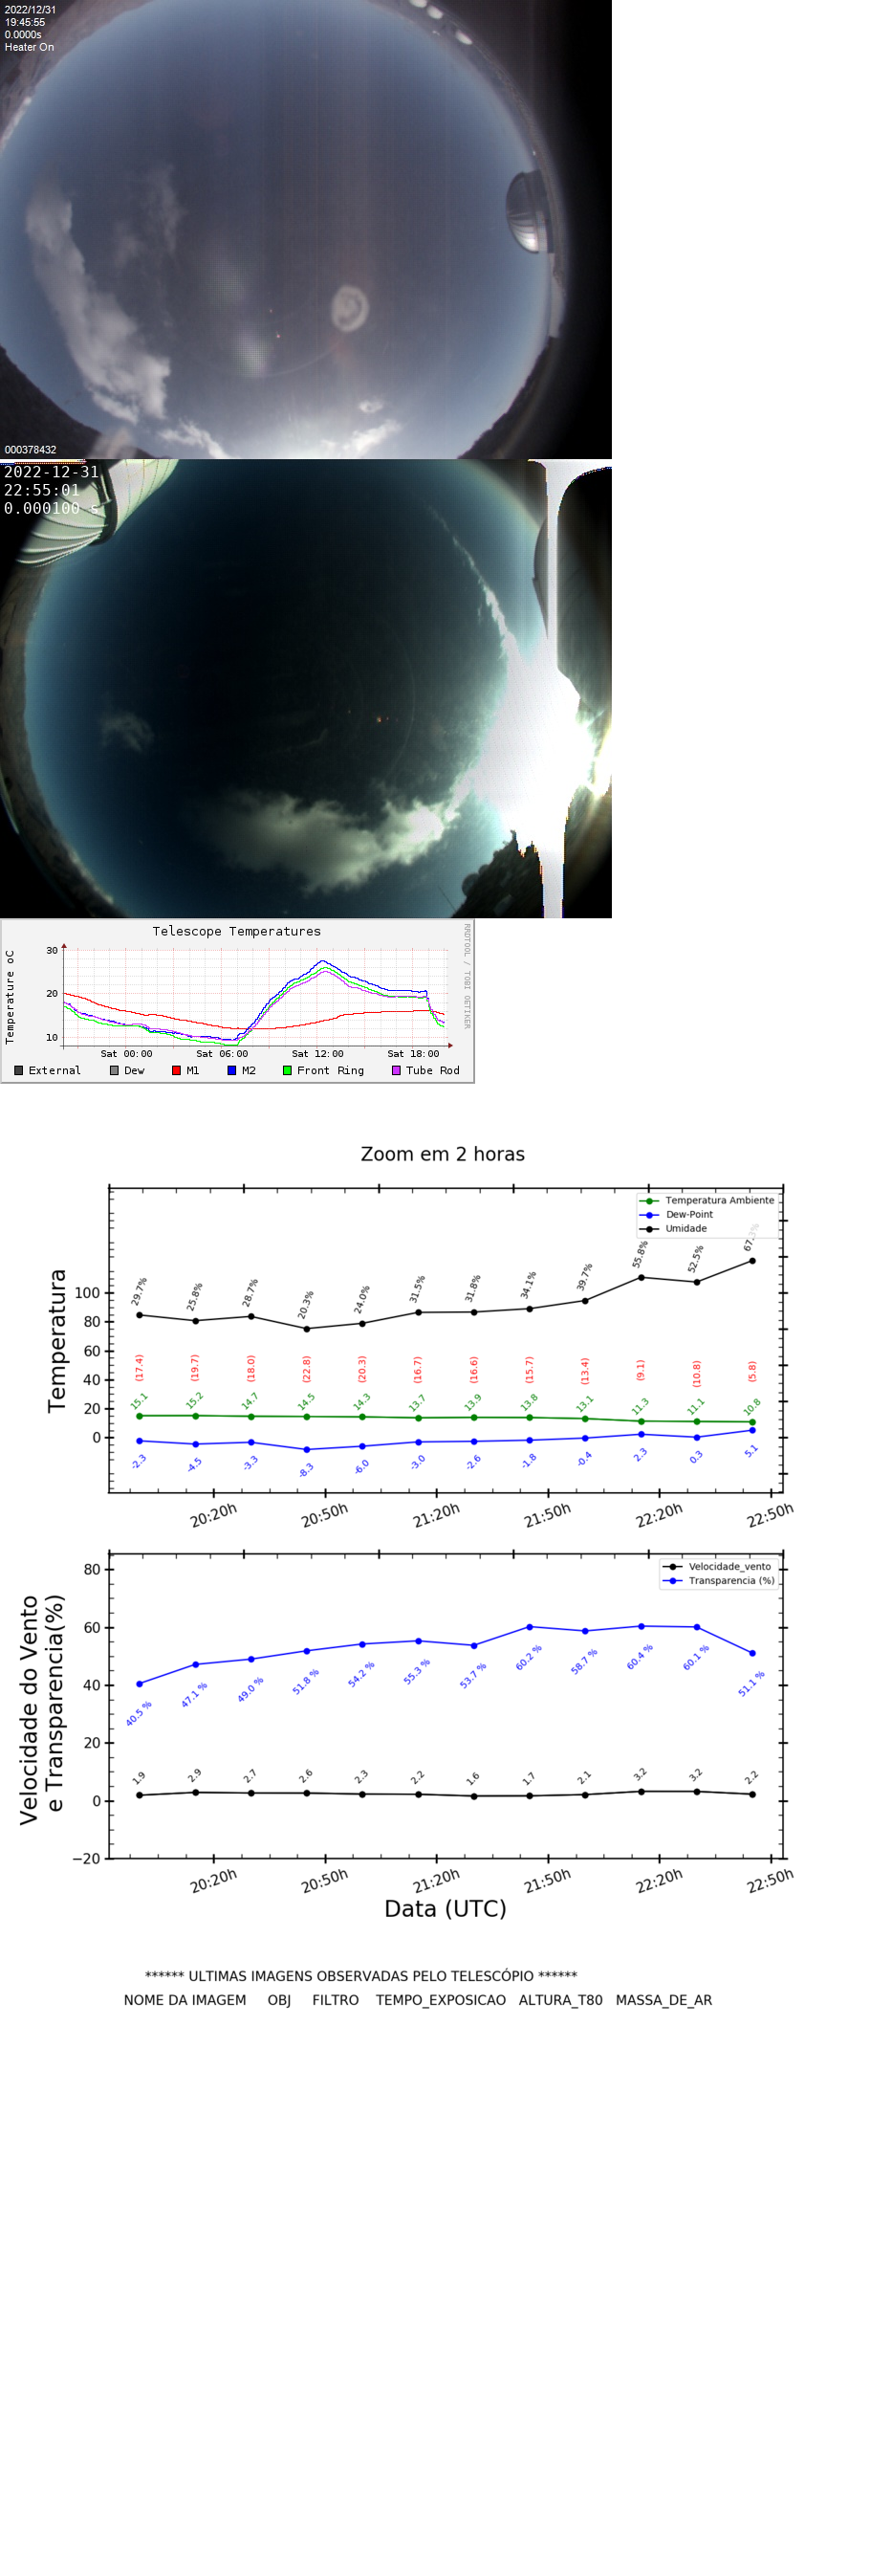 2022/12/31
19:45:55
0.0000s
Heater On
000378432
2022-12-31
22:55:01
0.000100 s
Telescope Temperatures
RRDTOOL / TOBI OETIKER
Temperature oC
30
20
10
Sat 00:00 Sat 06:00 Sat 12:00 Sat 18:00
External Dew M1 M2 Front Ring Tube Rod
Zoom em 2 horas
Temperatura
Temperatura Ambiente
Dew-Point
Umidade
100
80
60
40
20
0
29.7% 25.8% 28.7% 20.3% 24.0% 31.5% 31.8% 34.1% 39.7% 55.8% 52.5%
(17.4) (19.7) (18.0) (22.8) (20.3) (16.7) (16.6) (15.7) (13.4) (9.1) (10.8) (5.8)
15.1 15.2 14.7 14.5 14.3 13.7 13.9 13.8 13.1 11.3 11.1 10.8
-2.3 -4.5 -3.3 -8.3 -6.0 -3.0 -2.6 -1.8 -0.4 2.3 0.3 5.1
20:20h 20:50h 21:20h 21:50h 22:20h 22:50h
Velocidade do Vento
e Transparencia(%)
Velocidade_vento
Transparencia (%)
80
60
40
20
0
−20
40.5 % 47.1 % 49.0 % 51.8 % 54.2 % 55.3 % 53.7 % 60.2 % 58.7 % 60.4 % 60.1 % 51.1 %
1.9 2.9 2.7 2.6 2.3 2.2 1.6 1.7 2.1 3.2 3.2 2.2
20:20h 20:50h 21:20h 21:50h 22:20h 22:50h
Data (UTC)
****** ULTIMAS IMAGENS OBSERVADAS PELO TELESCÓPIO ******
NOME DA IMAGEM OBJ FILTRO TEMPO_EXPOSICAO ALTURA_T80 MASSA_DE_AR